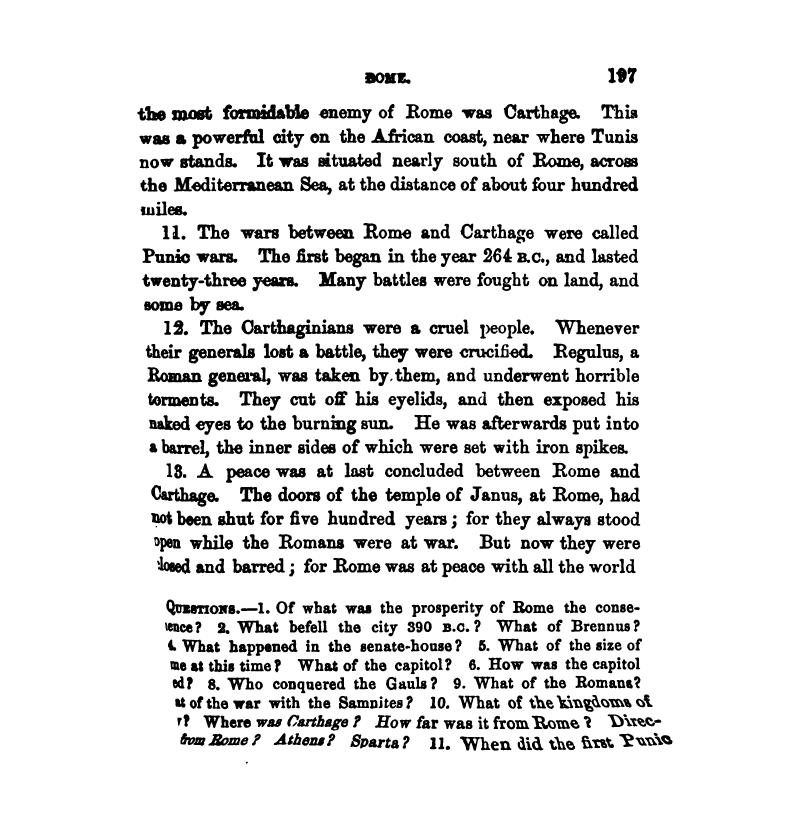 ROME. 197
the most formidable enemy of Rome was Carthage. This
was a powerful city on the African coast, near where Tunis
now stands. It was situated nearly south of Rome, across
the Mediterranean Sea, at the distance of about four hundred
miles.
11. The wars between Rome and Carthage were called
Punic wars. The first began in the year 264 B.C., and lasted
twenty-three years. Many battles were fought on land, and
some by sea.
12. The Carthaginians were a cruel people. Whenever
their generals lost a battle, they were crucified. Regulus, a
Roman general, was taken by them, and underwent horrible
torments. They cut off his eyelids, and then exposed his
naked eyes to the burning sun. He was afterwards put into
a barrel, the inner sides of which were set with iron spikes.
13. A peace was at last concluded between Rome and
Carthage. The doors of the temple of Janus, at Rome, had
not been shut for five hundred years; for they always stood
open while the Romans were at war. But now they were
losed and barred; for Rome was at peace with all the world
QUESTIONS.—1. Of what was the prosperity of Rome the conse-
ence? 2. What befell the city 390 B.C.? What of Brennus?
4. What happened in the senate-house? 5. What of the size of
me at this time? What of the capitol? 6. How was the capitol
ed? 8. Who conquered the Gauls? 9. What of the Romans?
at of the war with the Samnites? 10. What of the kingdoms of
r? Where was Carthage? How far was it from Rome? Direc-
from Rome? Athens? Sparta? 11. When did the first Punic